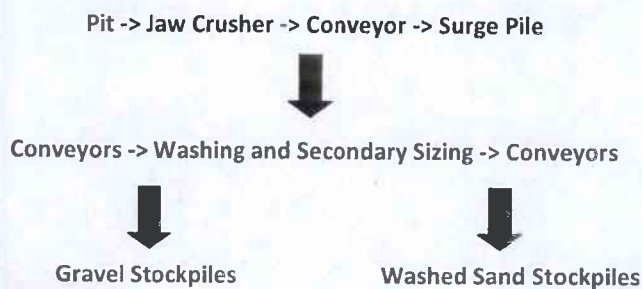 Pit -> Jaw Crusher -> Conveyor -> Surge Pile
Conveyors -> Washing and Secondary Sizing -> Conveyors
Gravel Stockpiles
Washed Sand Stockpiles